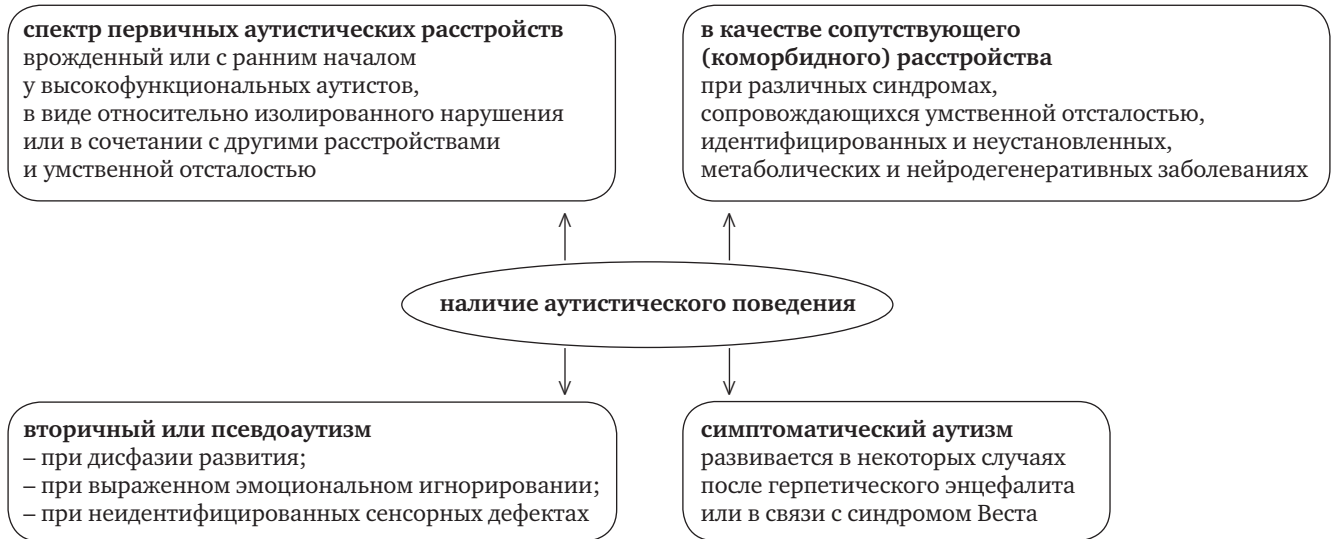 спектр первичных аутистических расстройств
врожденный или с ранним началом
у высокофункциональных аутистов,
в виде относительно изолированного нарушения
или в сочетании с другими расстройствами
и умственной отсталостью
в качестве сопутствующего
(коморбидного) расстройства
при различных синдромах,
сопровождающихся умственной отсталостью,
идентифицированных и неустановленных,
метаболических и нейродегенеративных заболеваниях
наличие аутистического поведения
вторичный или псевдоаутизм
– при дисфазии развития;
– при выраженном эмоциональном игнорировании;
– при неидентифицированных сенсорных дефектах
симптоматический аутизм
развивается в некоторых случаях
после герпетического энцефалита
или в связи с синдромом Веста